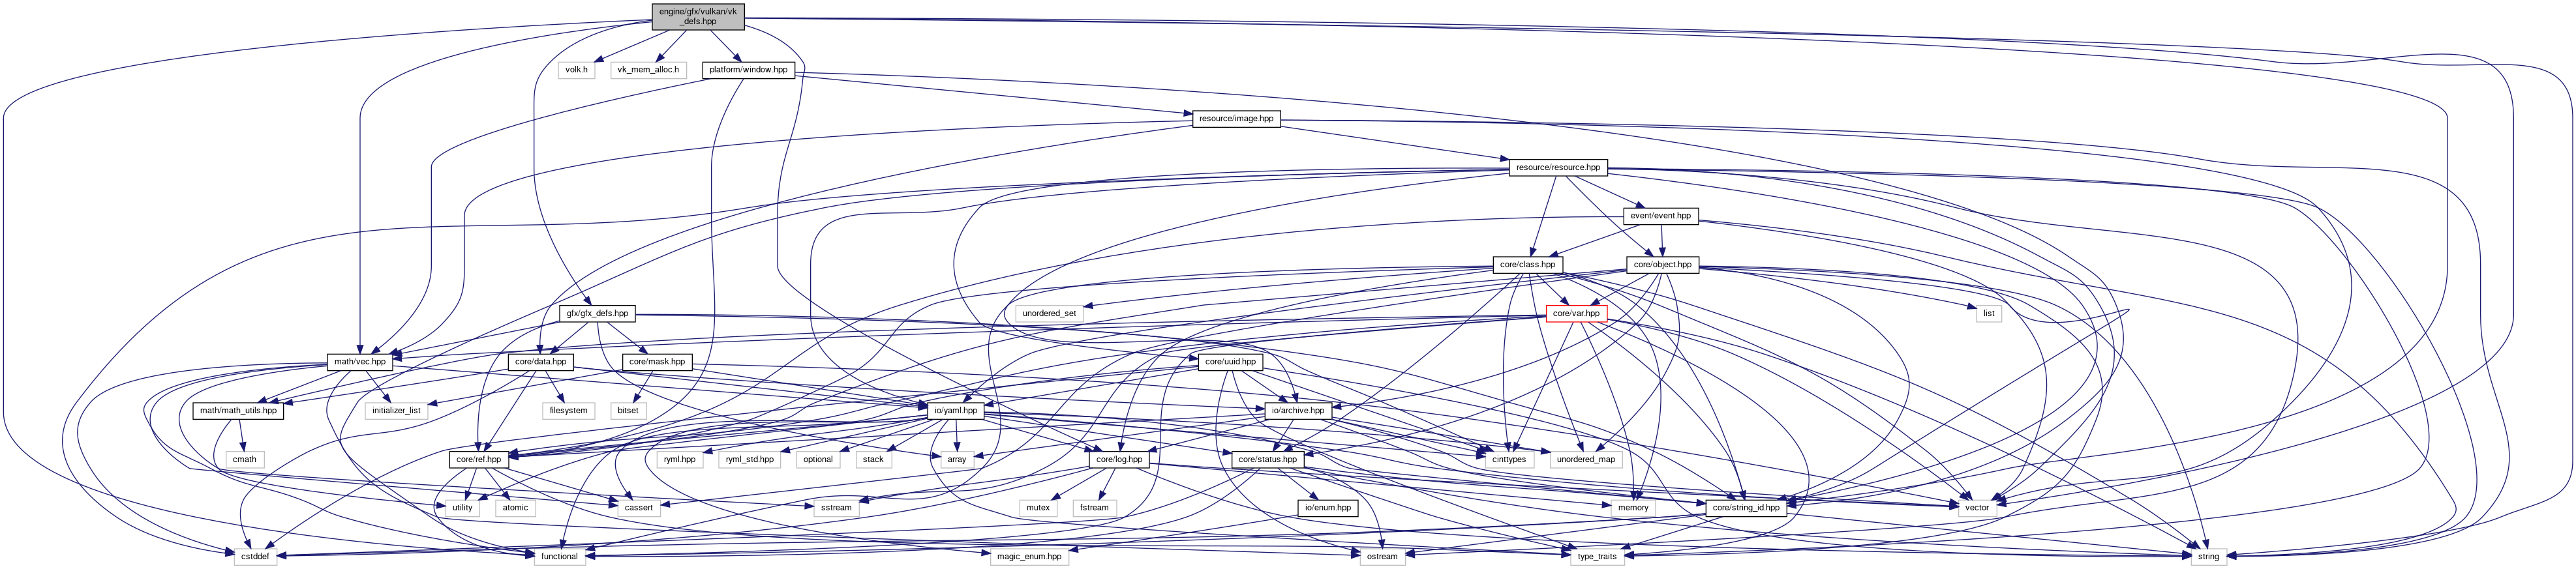 engine/gfx/vulkan/vk
_defs.hpp
volk.h
vk_mem_alloc.h
platform/window.hpp
resource/image.hpp
resource/resource.hpp
event/event.hpp
core/class.hpp
core/object.hpp
unordered_set
gfx/gfx_defs.hpp
core/var.hpp
list
math/vec.hpp
core/data.hpp
core/mask.hpp
core/uuid.hpp
math/math_utils.hpp
initializer_list
filesystem
bitset
io/yaml.hpp
io/archive.hpp
cmath
core/ref.hpp
ryml.hpp
ryml_std.hpp
optional
stack
array
core/log.hpp
core/status.hpp
cinttypes
unordered_map
utility
atomic
cassert
sstream
mutex
fstream
io/enum.hpp
memory
core/string_id.hpp
vector
cstddef
functional
magic_enum.hpp
ostream
type_traits
string